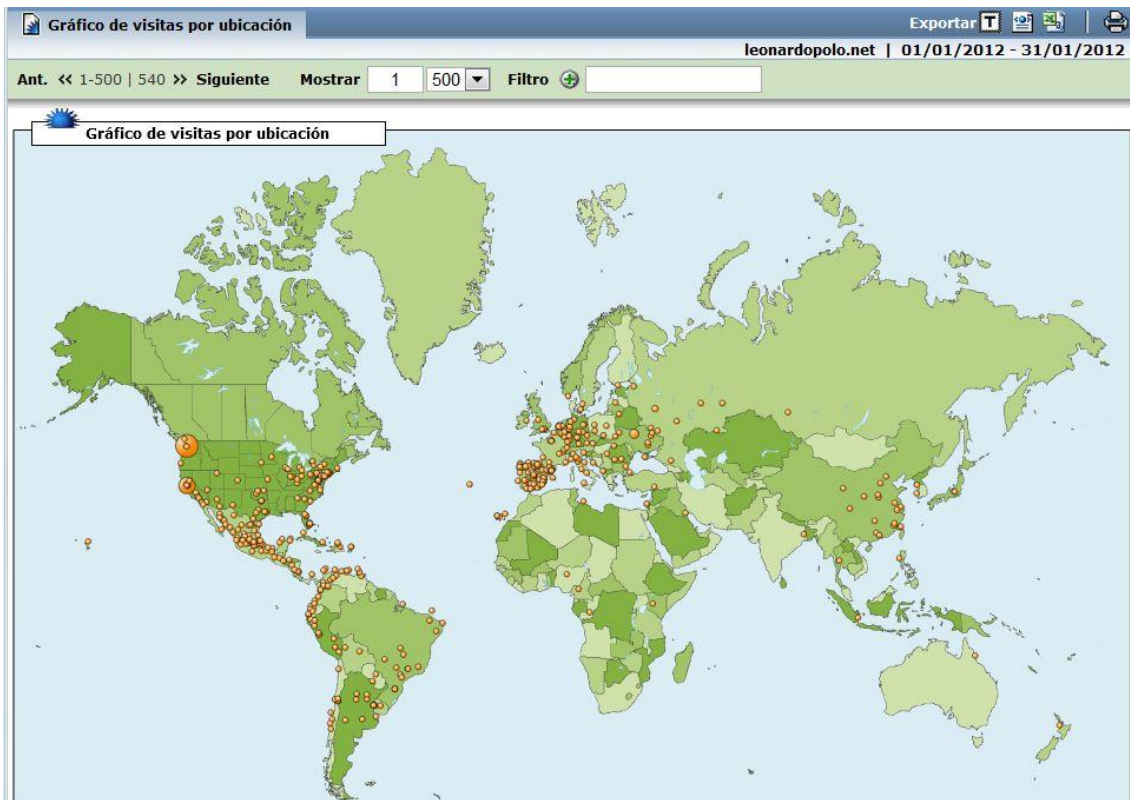 Gráfico de visitas por ubicación
Exportar T
leonardopolo.net | 01/01/2012 - 31/01/2012
Ant. << 1-500 | 540 >> Siguiente Mostrar 1 500 Filtro
Gráfico de visitas por ubicación